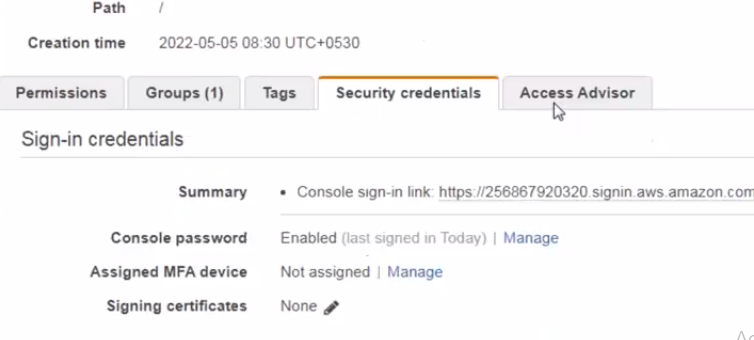 Path /
Creation time 2022-05-05 08:30 UTC+0530
Permissions Groups (1) Tags Security credentials Access Advisor
Sign-in credentials
Summary • Console sign-in link: https://256867920320.signin.aws.amazon.com
Console password Enabled (last signed in Today) | Manage
Assigned MFA device Not assigned | Manage
Signing certificates None